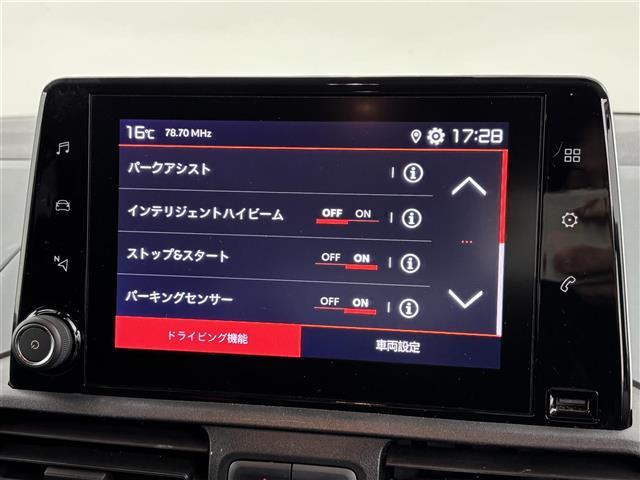 16℃ 78.70 MHz 17:28
パークアシスト i
インテリジェントハイビーム OFF ON i
ストップ&スタート OFF ON i
パーキングセンサー OFF ON i
ドライビング機能 車両設定
N